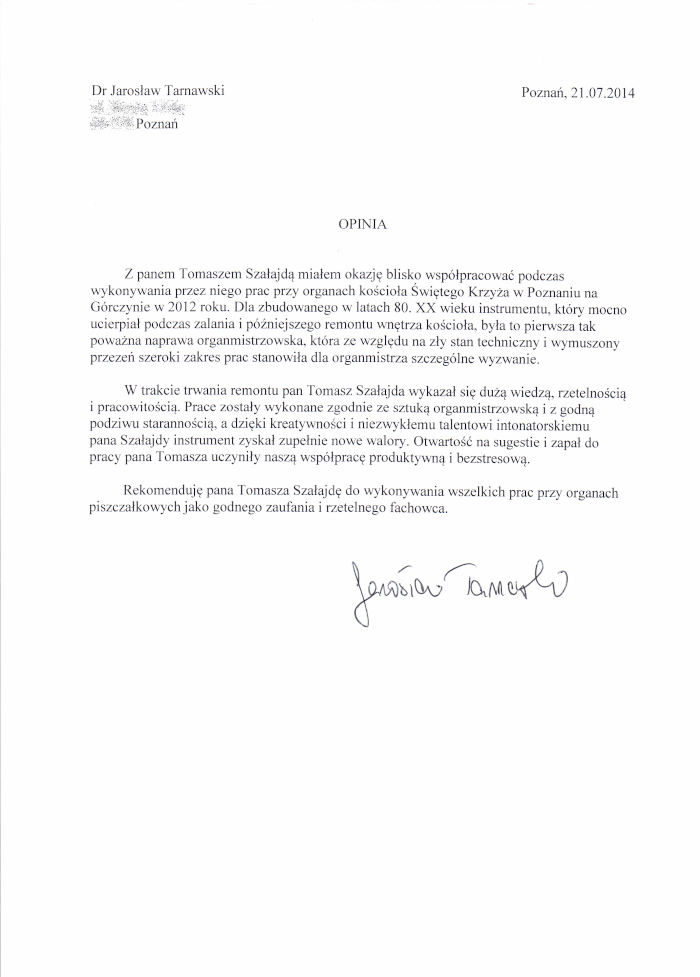 Dr Jarosław Tarnawski
Poznań, 21.07.2014
Poznań
OPINIA
Z panem Tomaszem Szałajdą miałem okazję blisko współpracować podczas
wykonywania przez niego prac przy organach kościoła Świętego Krzyża w Poznaniu na
Górczynie w 2012 roku. Dla zbudowanego w latach 80. XX wieku instrumentu, który mocno
ucierpiał podczas zalania i późniejszego remontu wnętrza kościoła, była to pierwsza tak
poważna naprawa organmistrzowska, która ze względu na zły stan techniczny i wymuszony
przezeń szeroki zakres prac stanowiła dla organmistrza szczególne wyzwanie.
W trakcie trwania remontu pan Tomasz Szałajda wykazał się dużą wiedzą, rzetelnością
i pracowitością. Prace zostały wykonane zgodnie ze sztuką organmistrzowską i z godną
podziwu starannością, a dzięki kreatywności i niezwykłemu talentowi intonatorskiemu
pana Szałajdy instrument zyskał zupełnie nowe walory. Otwartość na sugestie i zapał do
pracy pana Tomasza uczyniły naszą współpracę produktywną i bezstresową.
Rekomenduję pana Tomasza Szałajdę do wykonywania wszelkich prac przy organach
piszczałkowych jako godnego zaufania i rzetelnego fachowca.
Jarosław Tarnawski